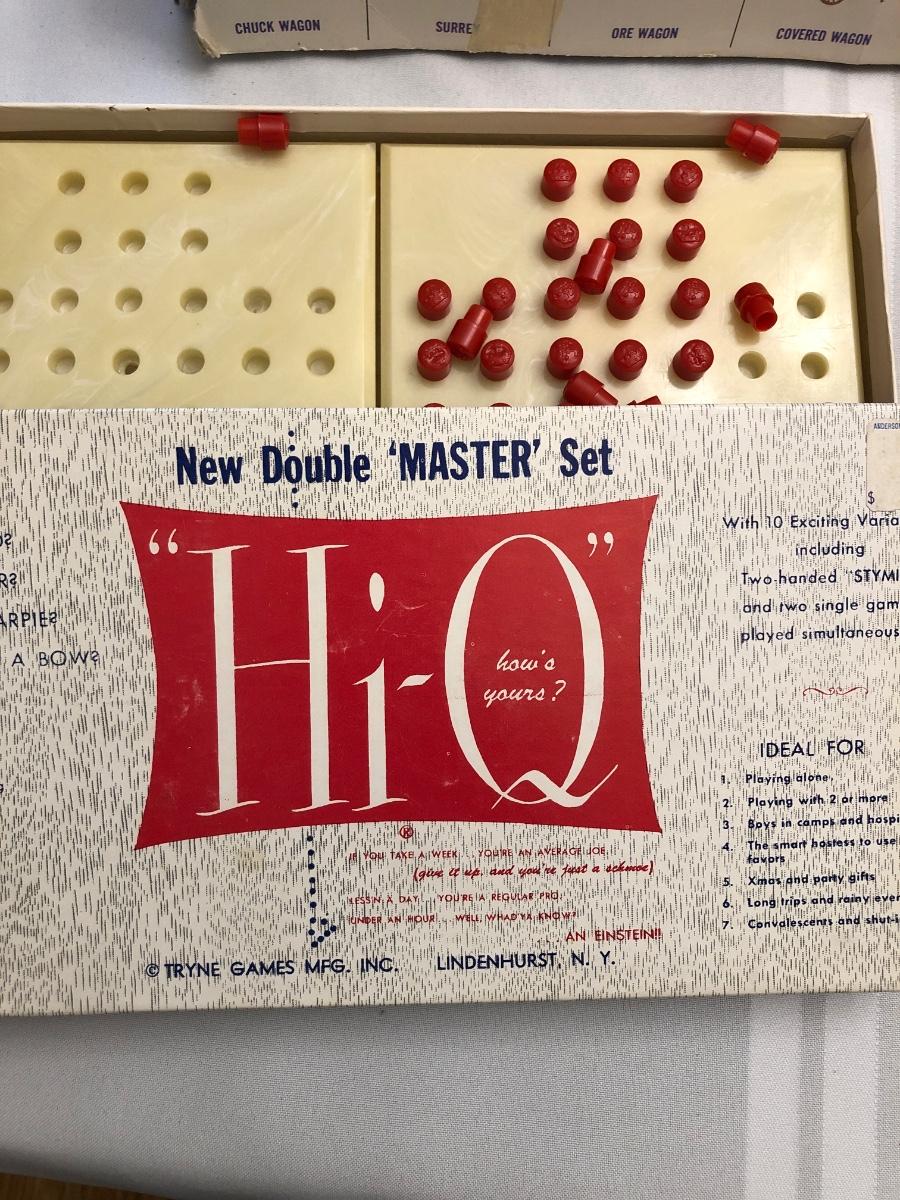 CHUCK WAGON
SURREY
ORE WAGON
COVERED WAGON
New Double 'MASTER' Set
ANDERSO
$
"Hi-Q"
how's
yours?
?
R?
ARPIE?
A BOW?
?
With 10 Exciting Varia
including
Two-handed "STYMI
and two single gam
played simultaneous
IDEAL FOR
1. Playing alone.
2. Playing with 2 or more
3. Boys in camps and hospi
4. The smart hostess to use
favors
5. Xmas and party gifts
6. Long trips and rainy ever
7. Convalescents and shut-i
®
IF YOU TAKE A WEEK . . YOU'RE AN AVERAGE JOE,
(give it up, and you're just a schmoe)
LESS'N A DAY . . YOU'RE A REGULAR PRO,
UNDER AN HOUR . . WELL, WHAD'YA KNOW?
AN EINSTEIN!!
© TRYNE GAMES MFG. INC. LINDENHURST, N. Y.